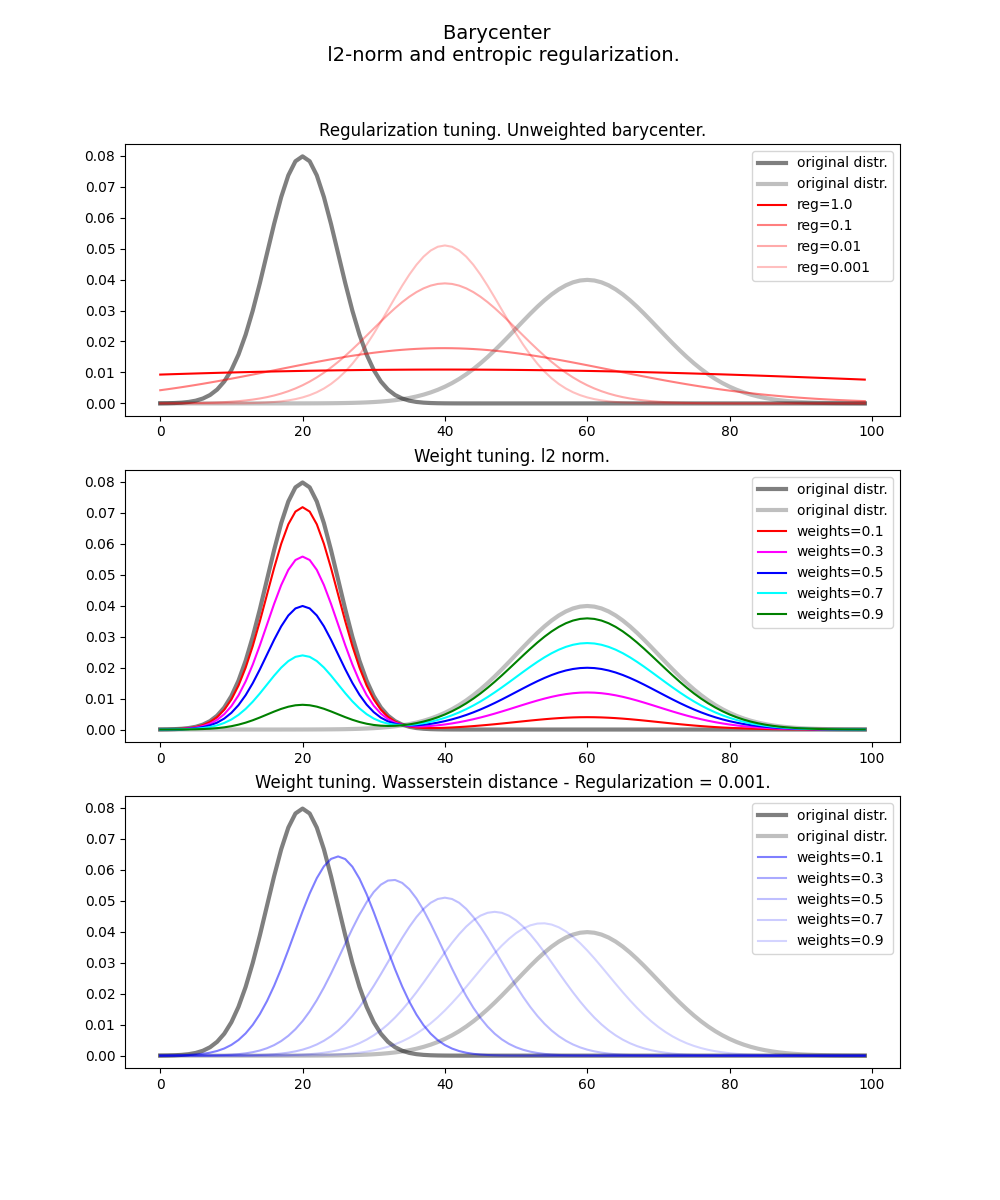 Barycenter
l2-norm and entropic regularization.
Regularization tuning. Unweighted barycenter.
0.08
0.07
0.06
0.05
0.04
0.03
0.02
0.01
0.00
original distr.
original distr.
reg=1.0
reg=0.1
reg=0.01
reg=0.001
0 20 40 60 80 100
Weight tuning. l2 norm.
0.08
0.07
0.06
0.05
0.04
0.03
0.02
0.01
0.00
original distr.
original distr.
weights=0.1
weights=0.3
weights=0.5
weights=0.7
weights=0.9
0 20 40 60 80 100
Weight tuning. Wasserstein distance - Regularization = 0.001.
0.08
0.07
0.06
0.05
0.04
0.03
0.02
0.01
0.00
original distr.
original distr.
weights=0.1
weights=0.3
weights=0.5
weights=0.7
weights=0.9
0 20 40 60 80 100